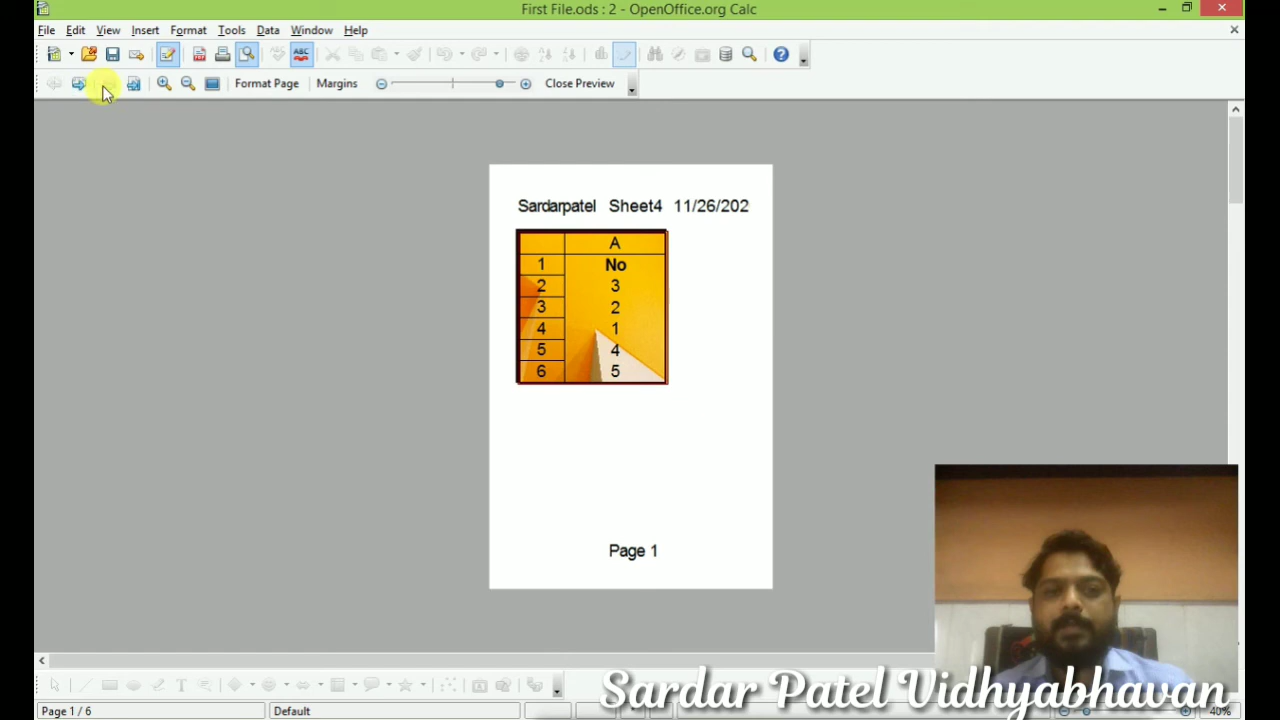 First File.ods : 2 - OpenOffice.org Calc
File Edit View Insert Format Tools Data Window Help
Format Page Margins Close Preview
Sardarpatel Sheet4 11/26/202
A
1 No
2 3
3 2
4 1
5 4
6 5
Page 1
Sardar Patel Vidhyabhavan
Page 1 / 6 Default 40%